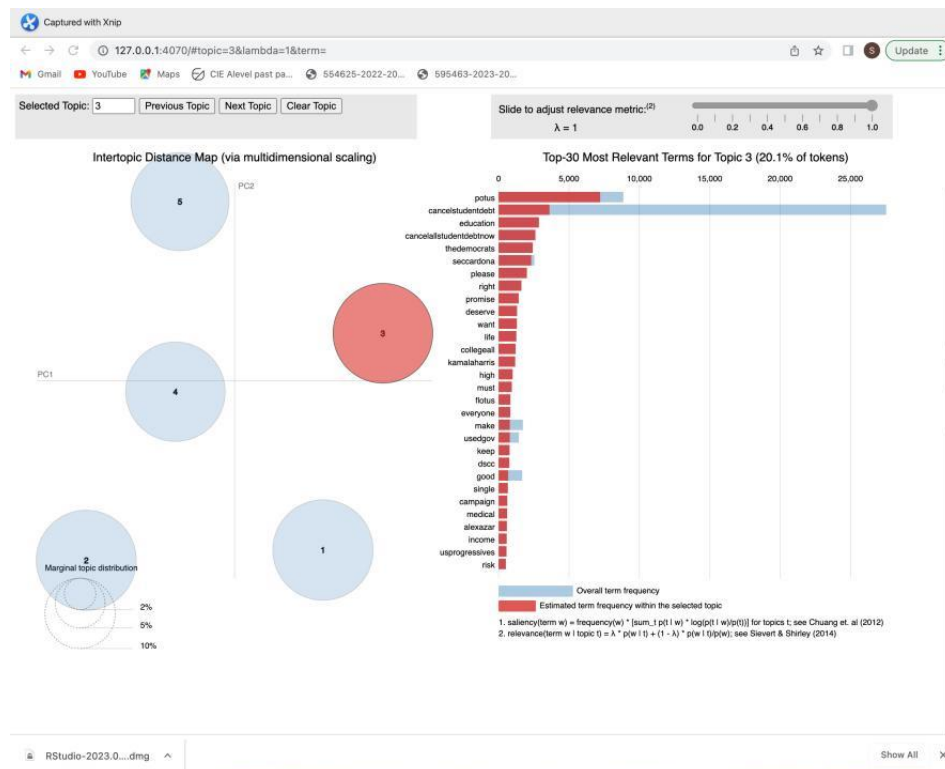 Captured with Xnip
127.0.0.1:4070/#topic=3&lambda=1&term=
S
Update
Gmail
YouTube
Maps
CIE Alevel past pa...
554625-2022-20...
595463-2023-20...
Selected Topic: 3
Previous Topic
Next Topic
Clear Topic
Slide to adjust relevance metric:(2)
λ = 1
0.0 0.2 0.4 0.6 0.8 1.0
Intertopic Distance Map (via multidimensional scaling)
PC2
5
3
PC1
4
1
2
Marginal topic distribution
2%
5%
10%
Top-30 Most Relevant Terms for Topic 3 (20.1% of tokens)
0 5,000 10,000 15,000 20,000 25,000
potus
cancelstudentdebt
education
cancelallstudentdebtnow
thedemocrats
seccardona
please
right
promise
deserve
want
life
collegeall
kamalaharris
high
must
flotus
everyone
make
usedgov
keep
dscc
good
single
campaign
medical
alexazar
income
usprogressives
risk
Overall term frequency
Estimated term frequency within the selected topic
1. saliency(term w) = frequency(w) * [sum_t p(t | w) * log(p(t | w)/p(t))] for topics t; see Chuang et. al (2012)
2. relevance(term w | topic t) = λ * p(w | t) + (1 - λ) * p(w | t)/p(w); see Sievert & Shirley (2014)
RStudio-2023.0....dmg
Show All